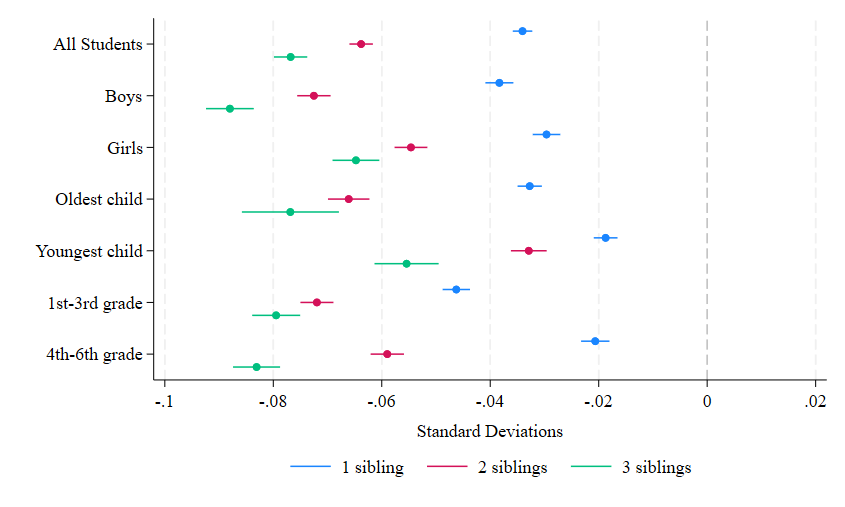 All Students
Boys
Girls
Oldest child
Youngest child
1st-3rd grade
4th-6th grade
-.1 -.08 -.06 -.04 -.02 0 .02
Standard Deviations
1 sibling 2 siblings 3 siblings